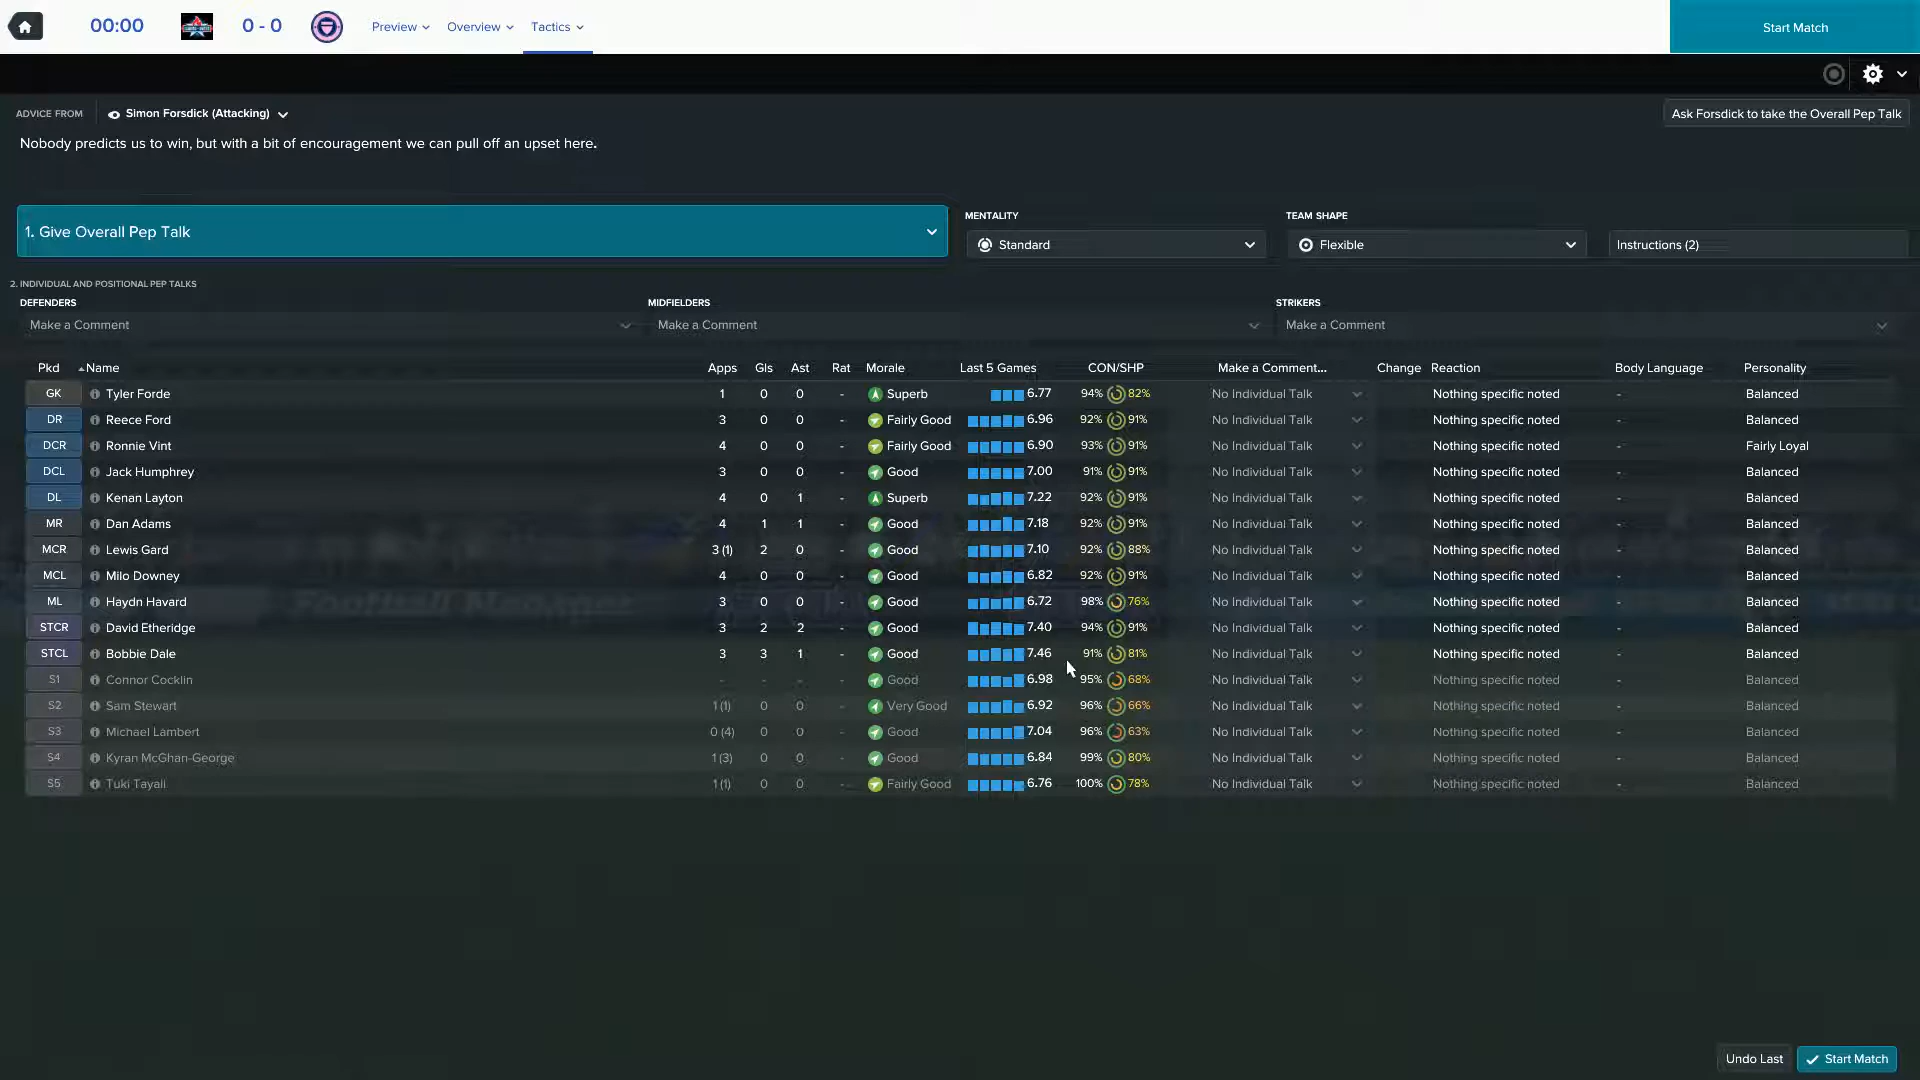 00:00 0 - 0 Preview Overview Tactics Start Match
ADVICE FROM Simon Forsdick (Attacking) Ask Forsdick to take the Overall Pep Talk
Nobody predicts us to win, but with a bit of encouragement we can pull off an upset here.
MENTALITY TEAM SHAPE
1. Give Overall Pep Talk Standard Flexible Instructions (2)
2. INDIVIDUAL AND POSITIONAL PEP TALKS
DEFENDERS MIDFIELDERS STRIKERS
Make a Comment Make a Comment Make a Comment
Pkd Name Apps Gls Ast Rat Morale Last 5 Games CON/SHP Make a Comment... Change Reaction Body Language Personality
GK Tyler Forde 1 0 0 - Superb 6.77 94% 82% No Individual Talk Nothing specific noted - Balanced
DR Reece Ford 3 0 0 - Fairly Good 6.96 92% 91% No Individual Talk Nothing specific noted - Balanced
DCR Ronnie Vint 4 0 0 - Fairly Good 6.90 93% 91% No Individual Talk Nothing specific noted - Fairly Loyal
DCL Jack Humphrey 3 0 0 - Good 7.00 91% 91% No Individual Talk Nothing specific noted - Balanced
DL Kenan Layton 4 0 1 - Superb 7.22 92% 91% No Individual Talk Nothing specific noted - Balanced
MR Dan Adams 4 1 1 - Good 7.18 92% 91% No Individual Talk Nothing specific noted - Balanced
MCR Lewis Gard 3 (1) 2 0 - Good 7.10 92% 88% No Individual Talk Nothing specific noted - Balanced
MCL Milo Downey 4 0 0 - Good 6.82 92% 91% No Individual Talk Nothing specific noted - Balanced
ML Haydn Havard 3 0 0 - Good 6.72 98% 76% No Individual Talk Nothing specific noted - Balanced
STCR David Etheridge 3 2 2 - Good 7.40 94% 91% No Individual Talk Nothing specific noted - Balanced
STCL Bobbie Dale 3 3 1 - Good 7.46 91% 81% No Individual Talk Nothing specific noted - Balanced
S1 Connor Cocklin - - - - Good 6.98 95% 68% No Individual Talk Nothing specific noted - Balanced
S2 Sam Stewart 1 (1) 0 0 - Very Good 6.92 96% 66% No Individual Talk Nothing specific noted - Balanced
S3 Michael Lambert 0 (4) 0 0 - Good 7.04 96% 63% No Individual Talk Nothing specific noted - Balanced
S4 Kyran McGhan-George 1 (3) 0 0 - Good 6.84 99% 80% No Individual Talk Nothing specific noted - Balanced
S5 Tuki Tayali 1 (1) 0 0 - Fairly Good 6.76 100% 78% No Individual Talk Nothing specific noted - Balanced
Football Manager
Undo Last Start Match